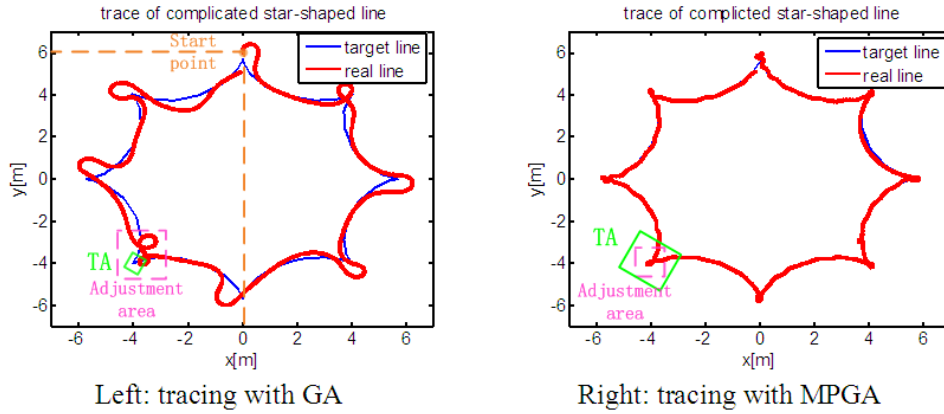 trace of complicated star-shaped line
Start
point
target line
real line
6
4
2
0
-2
-4
-6
y[m]
TA
Adjustment
area
-6 -4 -2 0 2 4 6
x[m]
Left: tracing with GA
trace of complicted star-shaped line
target line
real line
6
4
2
0
-2
-4
-6
y[m]
TA
Adjustment
area
-6 -4 -2 0 2 4 6
x[m]
Right: tracing with MPGA